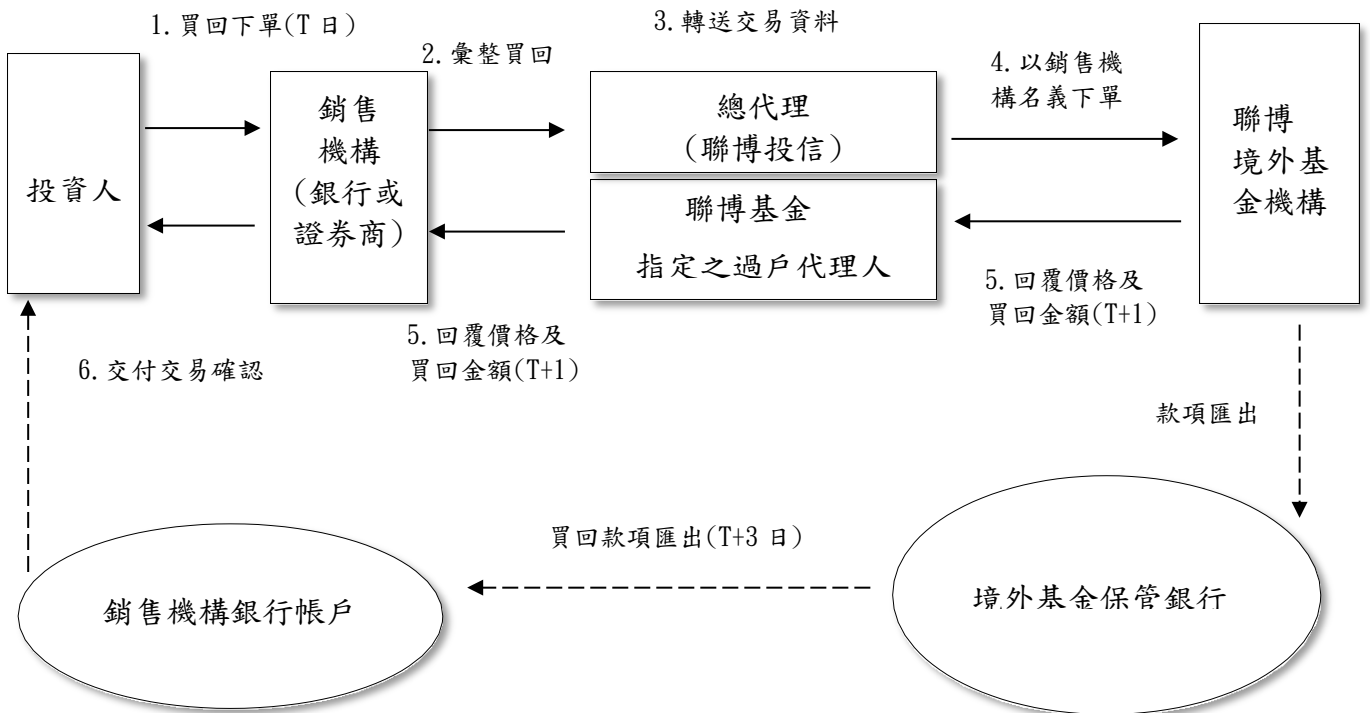 1.買回下單(T 日)
2.彙整買回
3.轉送交易資料
4.以銷售機
構名義下單
投資人
銷售
機構
(銀行或
證券商)
總代理
(聯博投信)
聯博基金
指定之過戶代理人
聯博
境外基
金機構
5.回覆價格及
買回金額(T+1)
5.回覆價格及
買回金額(T+1)
6.交付交易確認
款項匯出
買回款項匯出(T+3 日)
銷售機構銀行帳戶
境外基金保管銀行